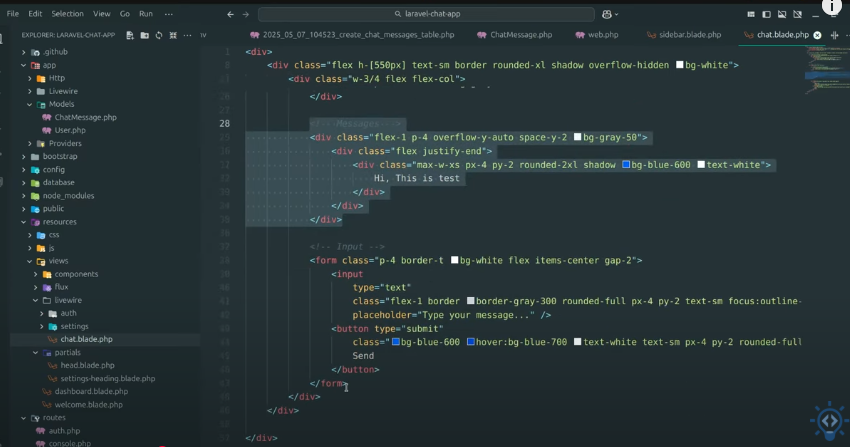 File Edit Selection View Go Run ... laravel-chat-app
EXPLORER: LARAVEL-CHAT-APP
2025_05_07_104523_create_chat_messages_table.php ChatMessage.php web.php sidebar.blade.php chat.blade.php
.github
app
Http
Livewire
Models
ChatMessage.php
User.php
Providers
bootstrap
config
database
node_modules
public
resources
css
js
views
components
flux
livewire
auth
settings
chat.blade.php
partials
head.blade.php
settings-heading.blade.php
dashboard.blade.php
welcome.blade.php
routes
auth.php
console.php
<div>
<div class="flex h-[550px] text-sm border rounded-xl shadow overflow-hidden bg-white">
<div class="w-3/4 flex flex-col">
</div>
28 <!-- Messages -->
<div class="flex-1 p-4 overflow-y-auto space-y-2 bg-gray-50">
<div class="flex justify-end">
<div class="max-w-xs px-4 py-2 rounded-2xl shadow bg-blue-600 text-white">
Hi, This is test
</div>
</div>
</div>
<!-- Input -->
<form class="p-4 border-t bg-white flex items-center gap-2">
<input
type="text"
class="flex-1 border border-gray-300 rounded-full px-4 py-2 text-sm focus:outline-
placeholder="Type your message..." />
<button type="submit"
class="bg-blue-600 hover:bg-blue-700 text-white text-sm px-4 py-2 rounded-full
Send
</button>
</form>
</div>
</div>
</div>